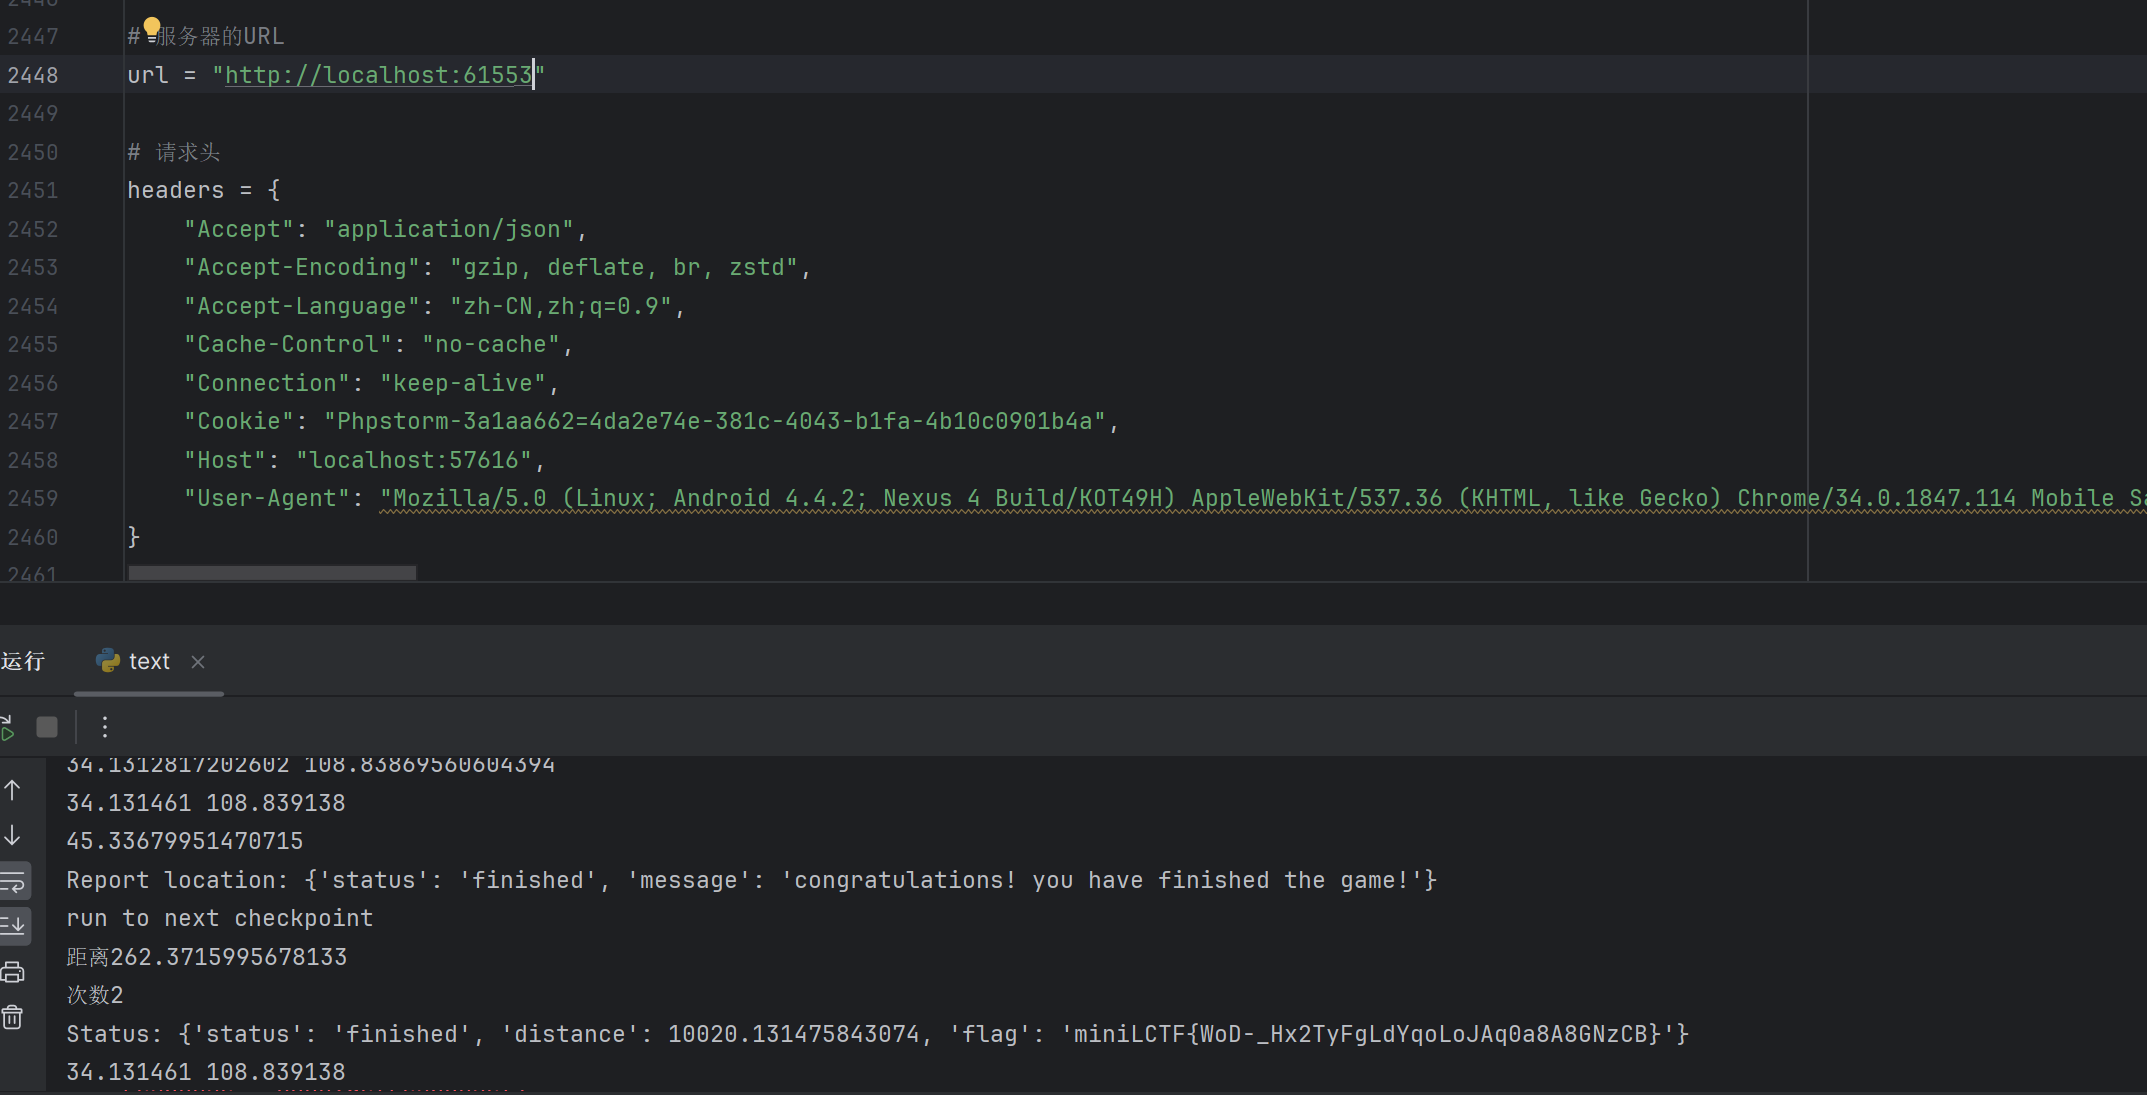 2446
2447 # 服务器的URL
2448 url = "http://localhost:61553"
2449
2450 # 请求头
2451 headers = {
2452 "Accept": "application/json",
2453 "Accept-Encoding": "gzip, deflate, br, zstd",
2454 "Accept-Language": "zh-CN,zh;q=0.9",
2455 "Cache-Control": "no-cache",
2456 "Connection": "keep-alive",
2457 "Cookie": "Phpstorm-3a1aa662=4da2e74e-381c-4043-b1fa-4b10c0901b4a",
2458 "Host": "localhost:57616",
2459 "User-Agent": "Mozilla/5.0 (Linux; Android 4.4.2; Nexus 4 Build/KOT49H) AppleWebKit/537.36 (KHTML, like Gecko) Chrome/34.0.1847.114 Mobile Sa
2460 }
2461
运行 text
34.1312817202602 108.83869560604394
34.131461 108.839138
45.33679951470715
Report location: {'status': 'finished', 'message': 'congratulations! you have finished the game!'}
run to next checkpoint
距离262.3715995678133
次数2
Status: {'status': 'finished', 'distance': 10020.131475843074, 'flag': 'miniLCTF{WoD-_Hx2TyFgLdYqoLoJAq0a8A8GNzCB}'}
34.131461 108.839138